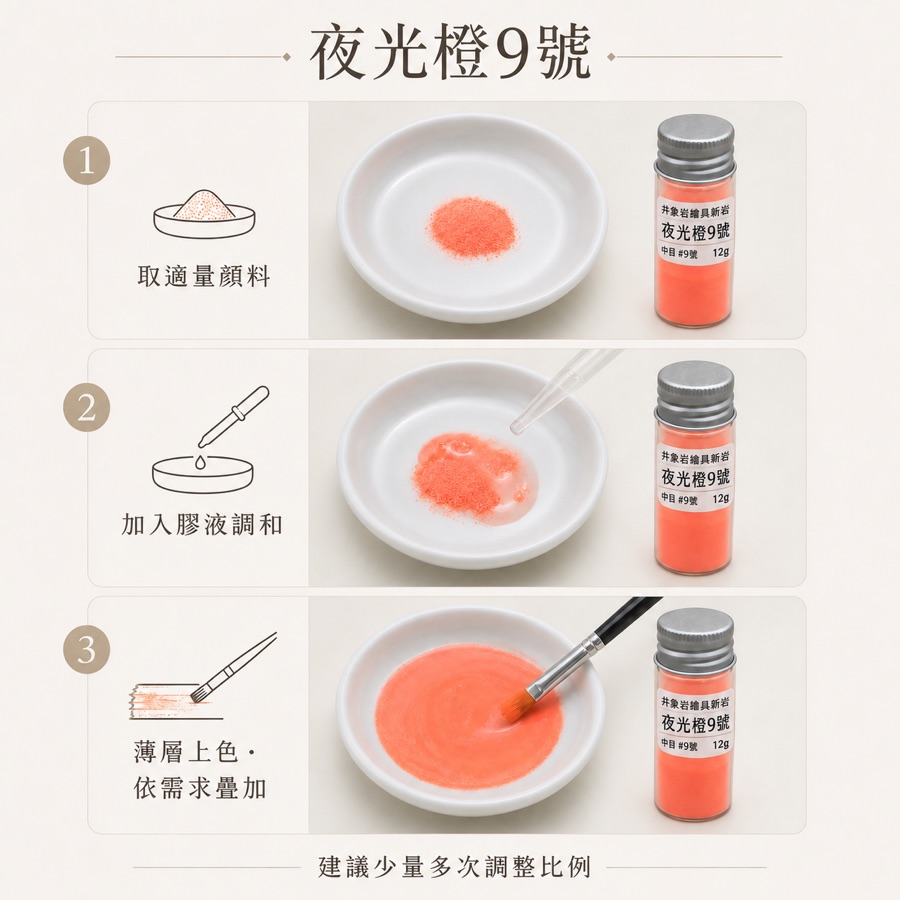 夜光橙9號
1
取適量顏料
井象岩繪具新岩
夜光橙9號
中目 #9號 12g
2
加入膠液調和
井象岩繪具新岩
夜光橙9號
中目 #9號 12g
3
薄層上色・
依需求疊加
井象岩繪具新岩
夜光橙9號
中目 #9號 12g
建議少量多次調整比例